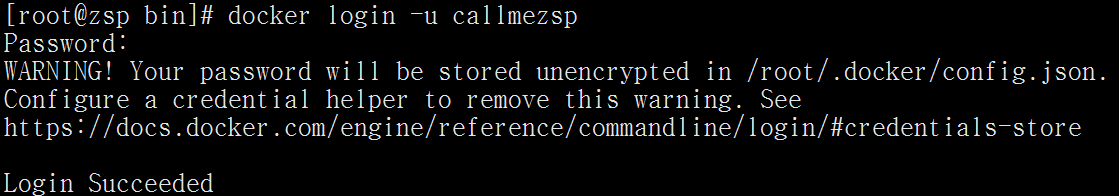 [root@zsp bin]# docker login -u callmezsp
Password:
WARNING! Your password will be stored unencrypted in /root/.docker/config.json.
Configure a credential helper to remove this warning. See
https://docs.docker.com/engine/reference/commandline/login/#credentials-store
Login Succeeded